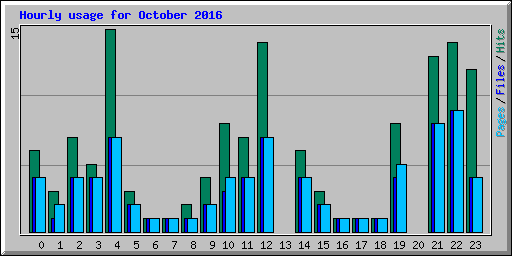 Hourly usage for October 2016
15
Pages / Files / Hits
0 1 2 3 4 5 6 7 8 9 10 11 12 13 14 15 16 17 18 19 20 21 22 23